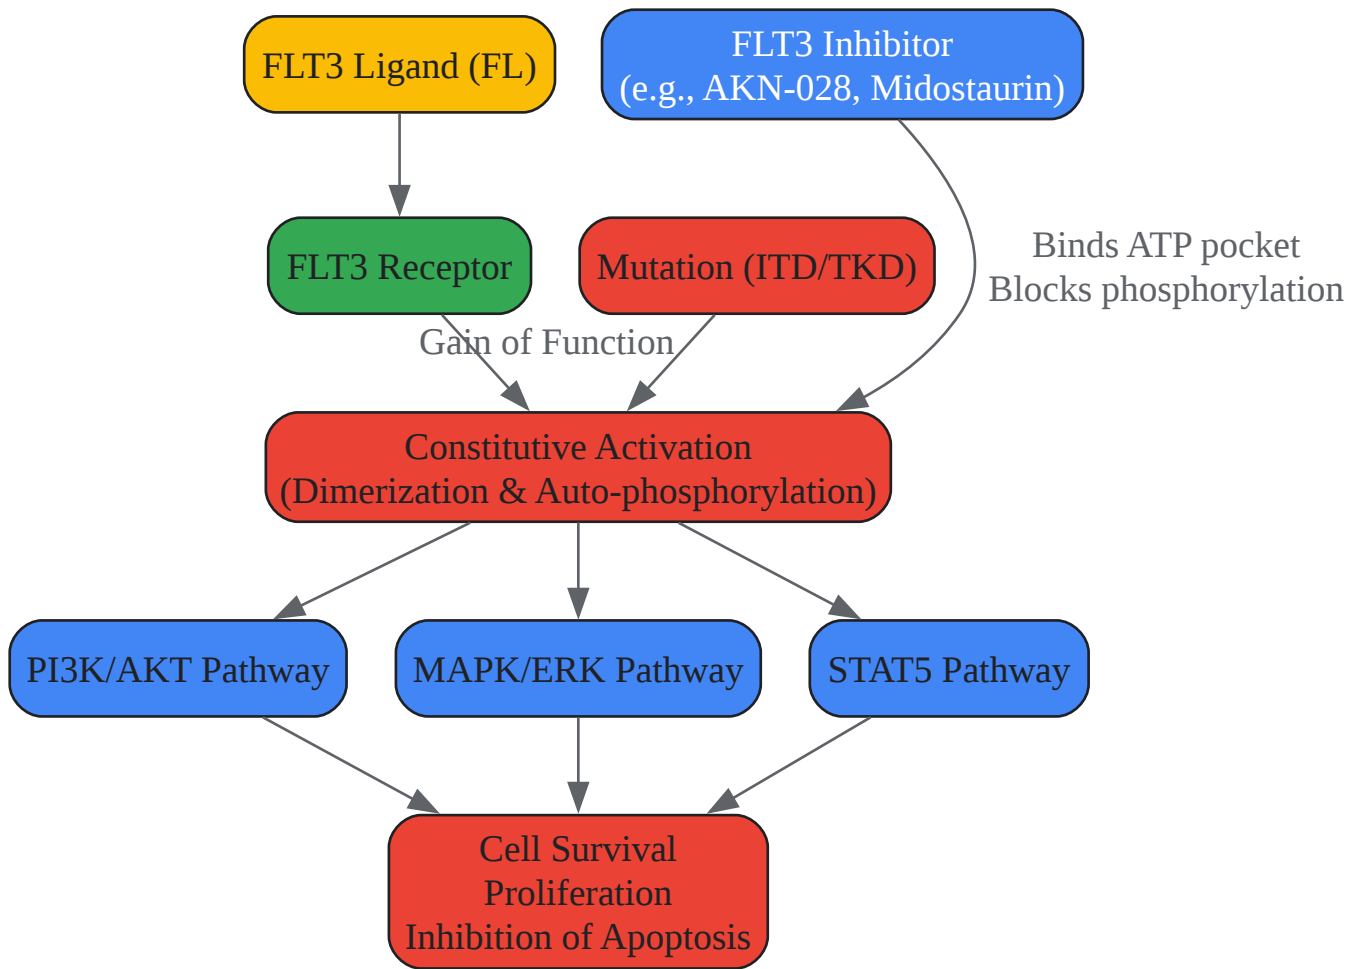 FLT3 Ligand (FL)
FLT3 Inhibitor
(e.g., AKN-028, Midostaurin)
FLT3 Receptor
Mutation (ITD/TKD)
Binds ATP pocket
Blocks phosphorylation
Gain of Function
Constitutive Activation
(Dimerization & Auto-phosphorylation)
PI3K/AKT Pathway
MAPK/ERK Pathway
STAT5 Pathway
Cell Survival
Proliferation
Inhibition of Apoptosis